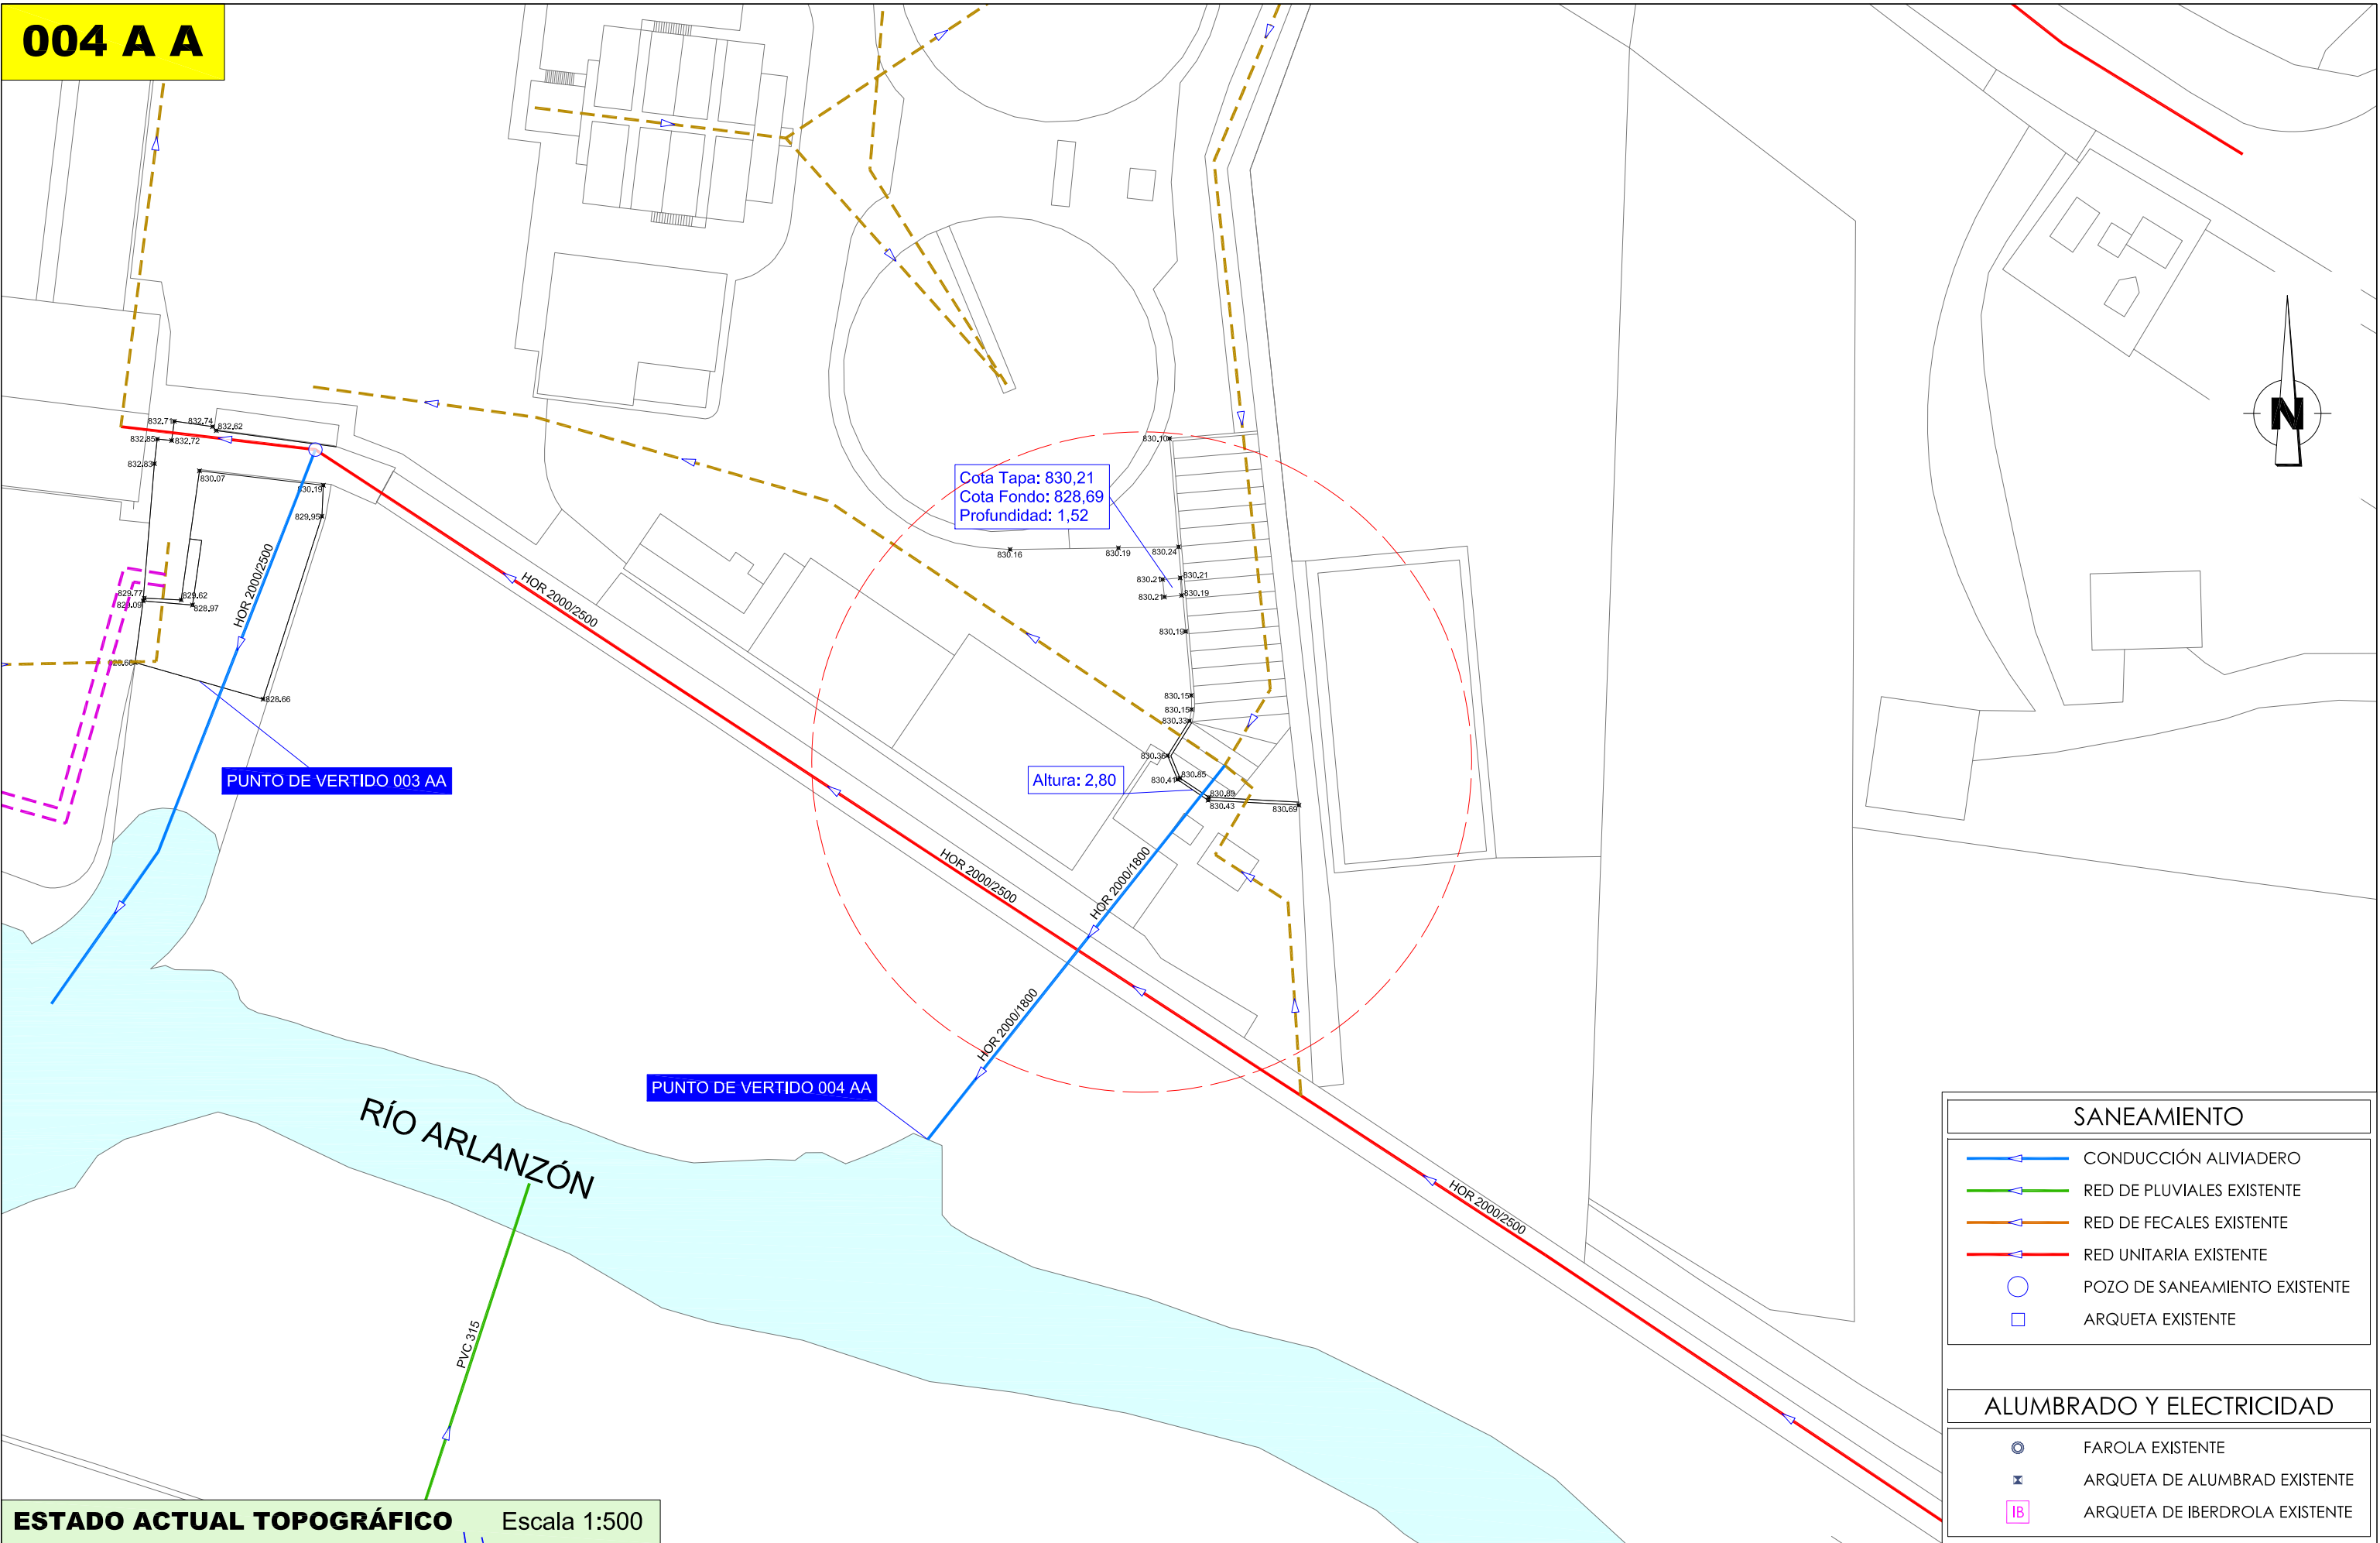 004 A A
832.71
832.74
832.62
832.85
832.72
832.83
830.07
830.19
829.95
HOR 2000/2500
829.77
829.62
829.09
828.97
828.66
828.66
PUNTO DE VERTIDO 003 AA
HOR 2000/2500
830.10
Cota Tapa: 830,21
Cota Fondo: 828,69
Profundidad: 1,52
830.16
830.19
830.24
830.21
830.21
830.21
830.19
830.19
830.15
830.15
830.33
830.36
830.41
830.85
830.89
830.43
830.69
Altura: 2,80
HOR 2000/2500
HOR 2000/1800
HOR 2000/1800
PUNTO DE VERTIDO 004 AA
RÍO ARLANZÓN
PVC 315
HOR 2000/2500
N
SANEAMIENTO
CONDUCCIÓN ALIVIADERO
RED DE PLUVIALES EXISTENTE
RED DE FECALES EXISTENTE
RED UNITARIA EXISTENTE
POZO DE SANEAMIENTO EXISTENTE
ARQUETA EXISTENTE
ALUMBRADO Y ELECTRICIDAD
FAROLA EXISTENTE
ARQUETA DE ALUMBRAD EXISTENTE
IB ARQUETA DE IBERDROLA EXISTENTE
ESTADO ACTUAL TOPOGRÁFICO Escala 1:500